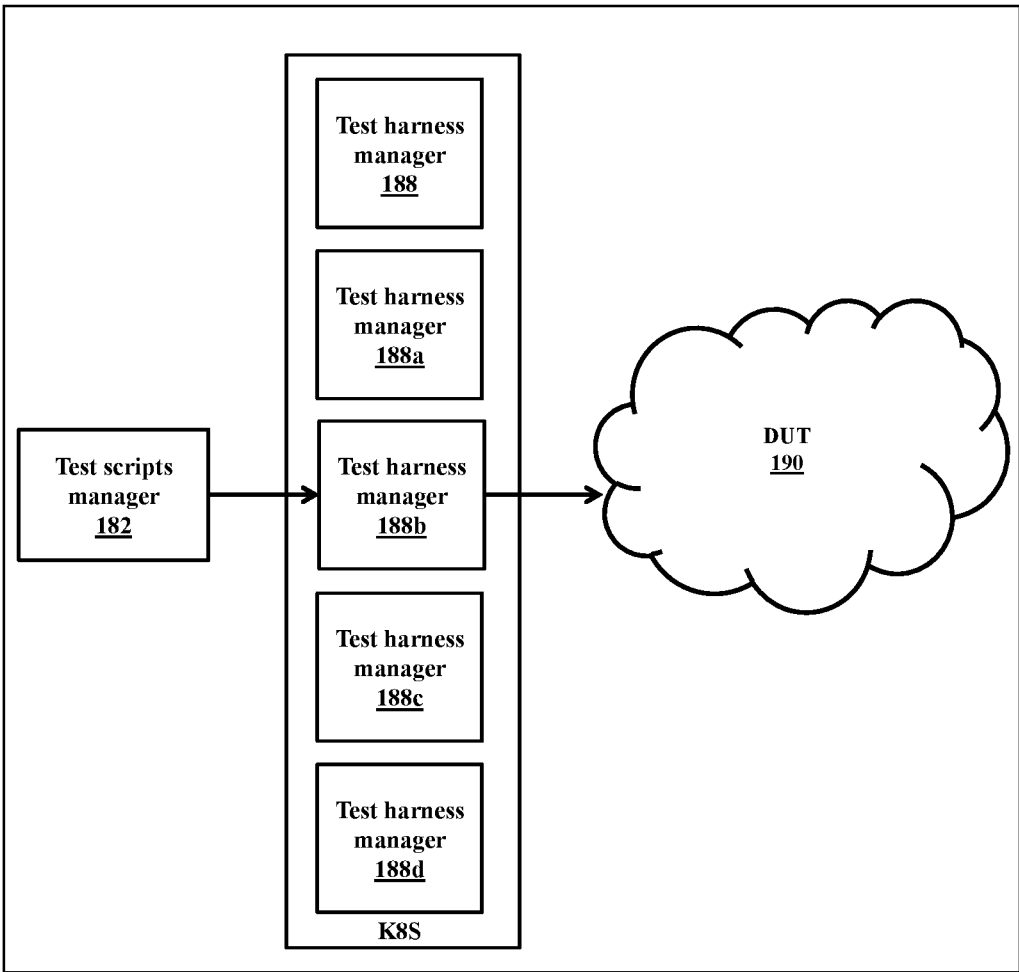 Test harness
manager
188
Test harness
manager
188a
Test scripts
manager
182
Test harness
manager
188b
DUT
190
Test harness
manager
188c
Test harness
manager
188d
K8S